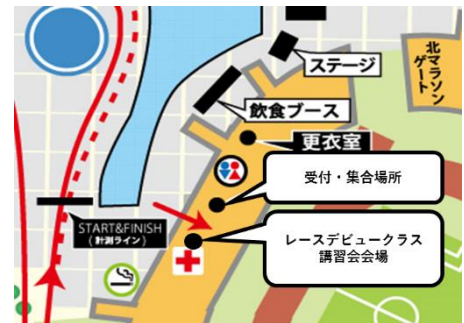 ステージ
北マラソン
ゲート
飲食ブース
更衣室
受付・集合場所
START&FINISH
(計測ライン)
レースデビュークラス
講習会会場